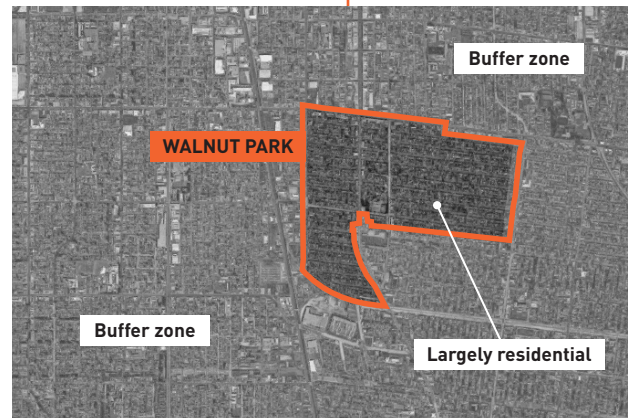 Buffer zone
WALNUT PARK
Buffer zone
Largely residential